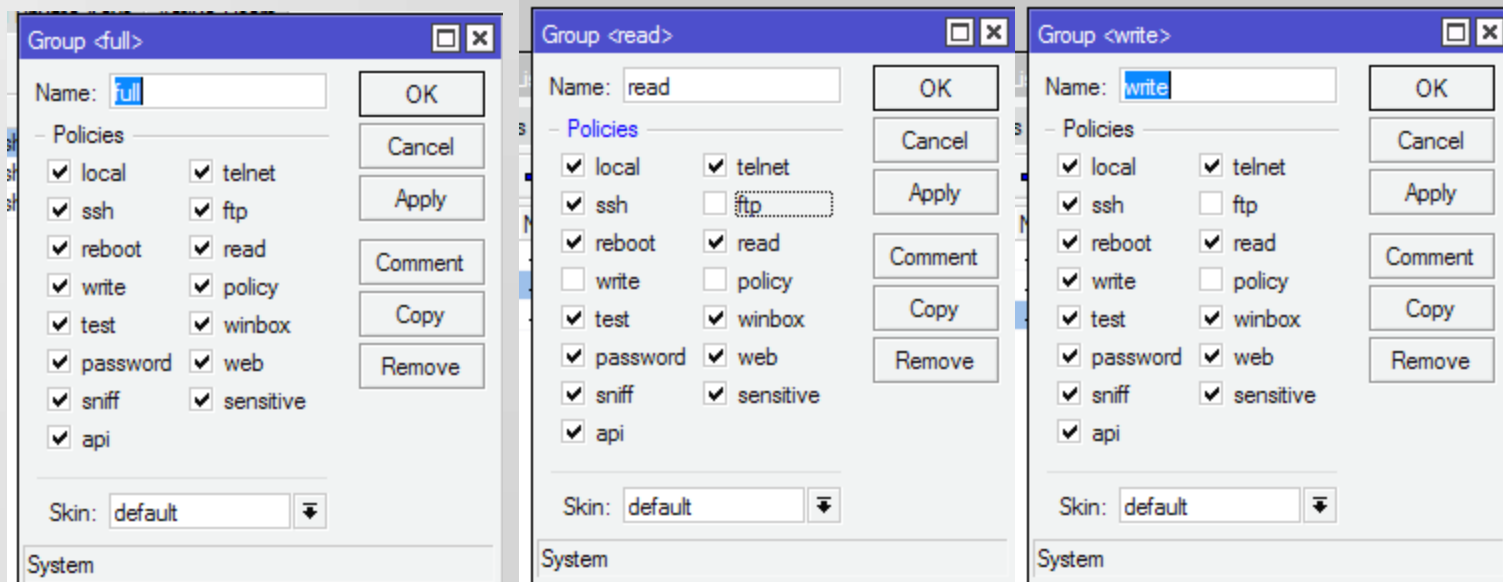 Group <full>
Name: full
OK
Policies
Cancel
local telnet
Apply
ssh ftp
reboot read
Comment
write policy
Copy
test winbox
password web
Remove
sniff sensitive
api
Skin: default
System
Group <read>
Name: read
OK
Policies
Cancel
local telnet
Apply
ssh ftp
reboot read
Comment
write policy
Copy
test winbox
password web
Remove
sniff sensitive
api
Skin: default
System
Group <write>
Name: write
OK
Policies
Cancel
local telnet
Apply
ssh ftp
reboot read
Comment
write policy
Copy
test winbox
password web
Remove
sniff sensitive
api
Skin: default
System